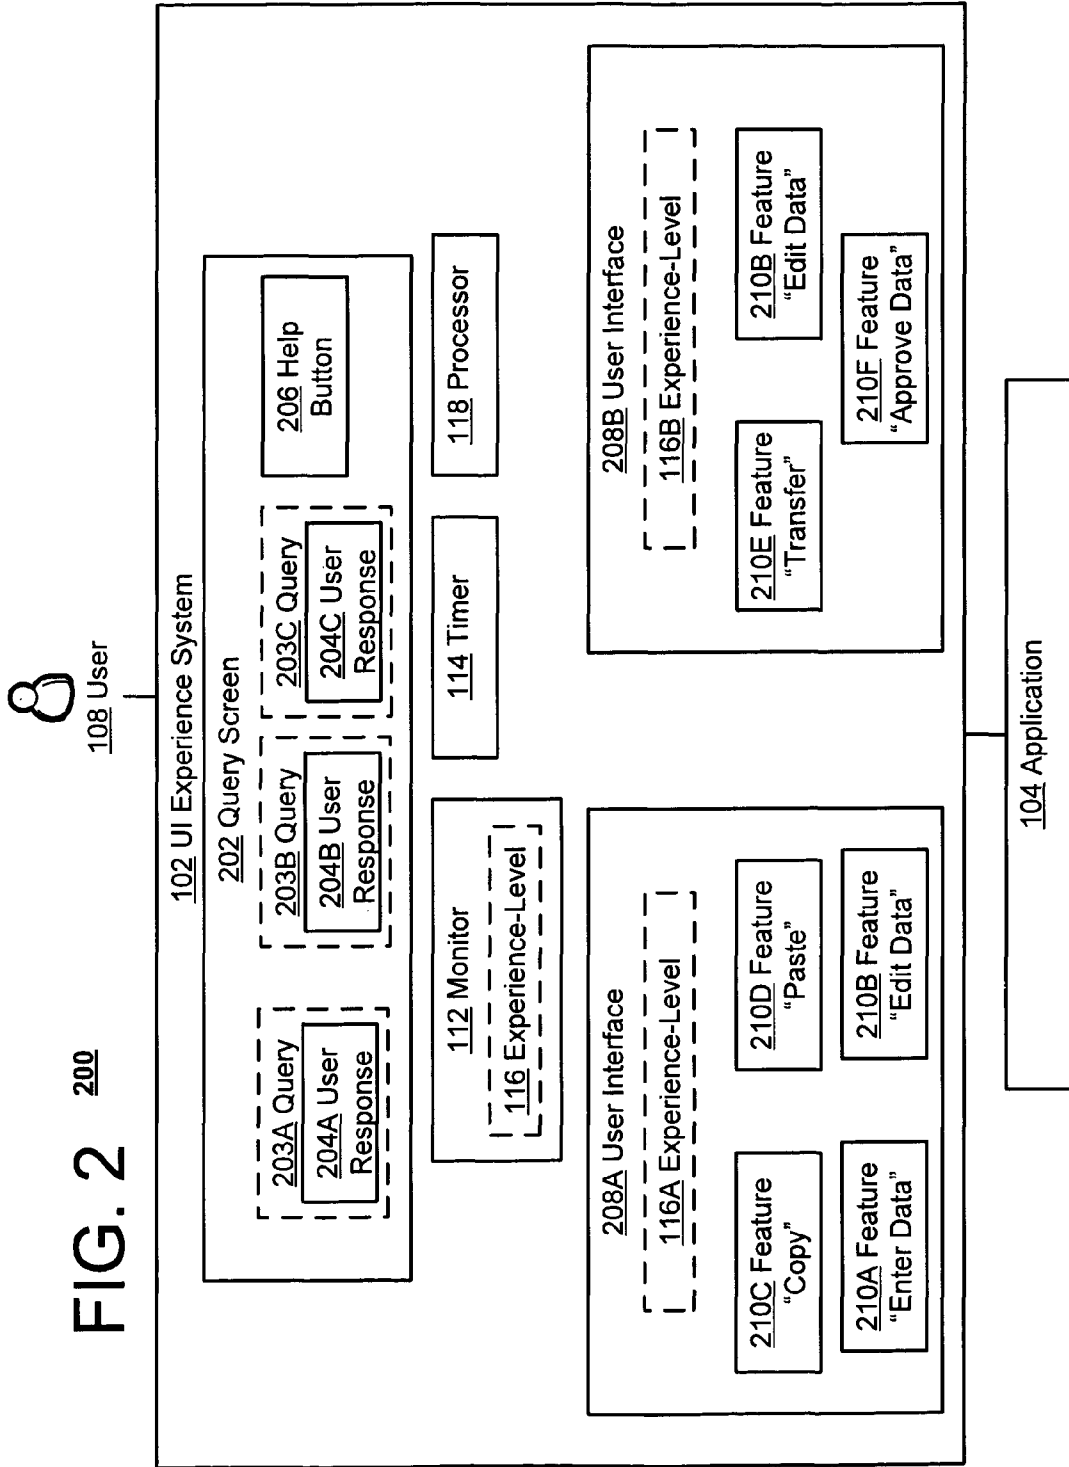 FIG. 2
200
108 User
102 UI Experience System
202 Query Screen
203A Query
204A User
Response
203B Query
204B User
Response
203C Query
204C User
Response
206 Help
Button
112 Monitor
116 Experience-Level
114 Timer
118 Processor
208A User Interface
116A Experience-Level
210C Feature
“Copy”
210D Feature
“Paste”
210A Feature
“Enter Data”
210B Feature
“Edit Data”
208B User Interface
116B Experience-Level
210E Feature
“Transfer”
210B Feature
“Edit Data”
210F Feature
“Approve Data”
104 Application